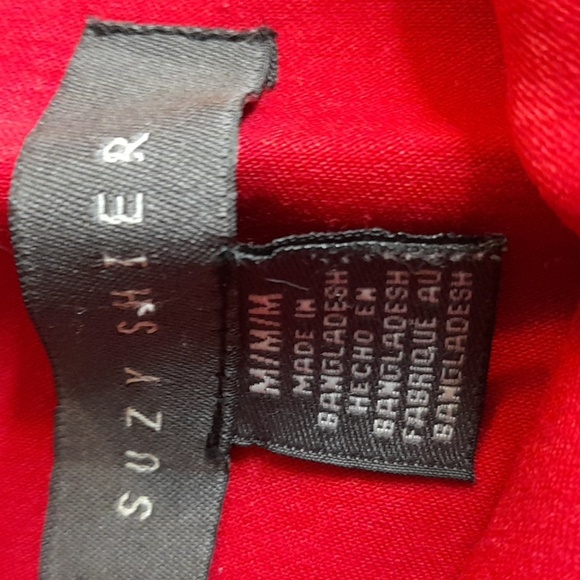 SUZY SHIER
M/M/M
MADE IN
BANGLADESH
HECHO EN
BANGLADESH
FABRIQUÉ AU
BANGLADESH